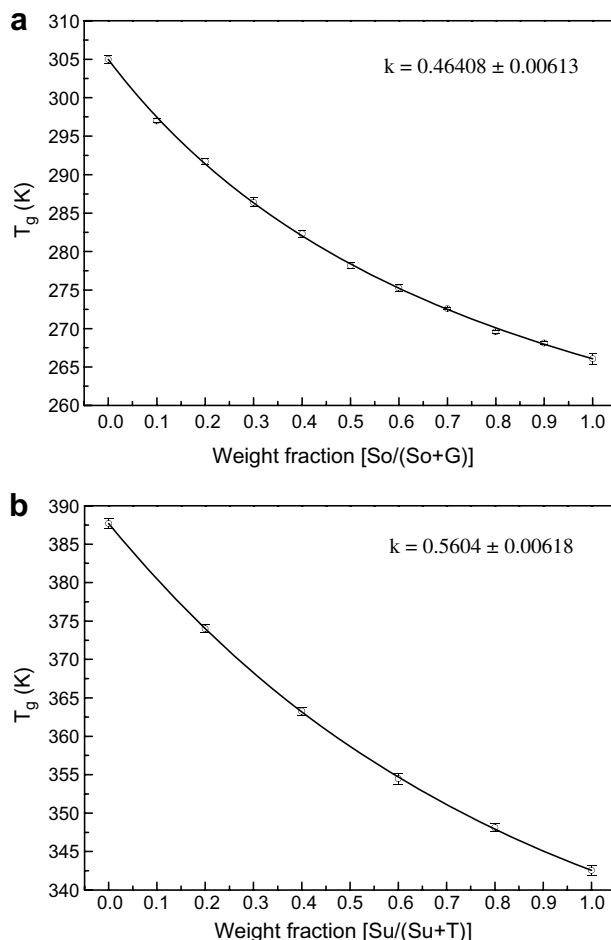 a
310
305
300
295
290
285
280
275
270
265
260
T_g (K)
k = 0.46408 ± 0.00613
0.0 0.1 0.2 0.3 0.4 0.5 0.6 0.7 0.8 0.9 1.0
Weight fraction [So/(So+G)]
b
390
385
380
375
370
365
360
355
350
345
340
T_g (K)
k = 0.5604 ± 0.00618
0.0 0.1 0.2 0.3 0.4 0.5 0.6 0.7 0.8 0.9 1.0
Weight fraction [Su/(Su+T)]